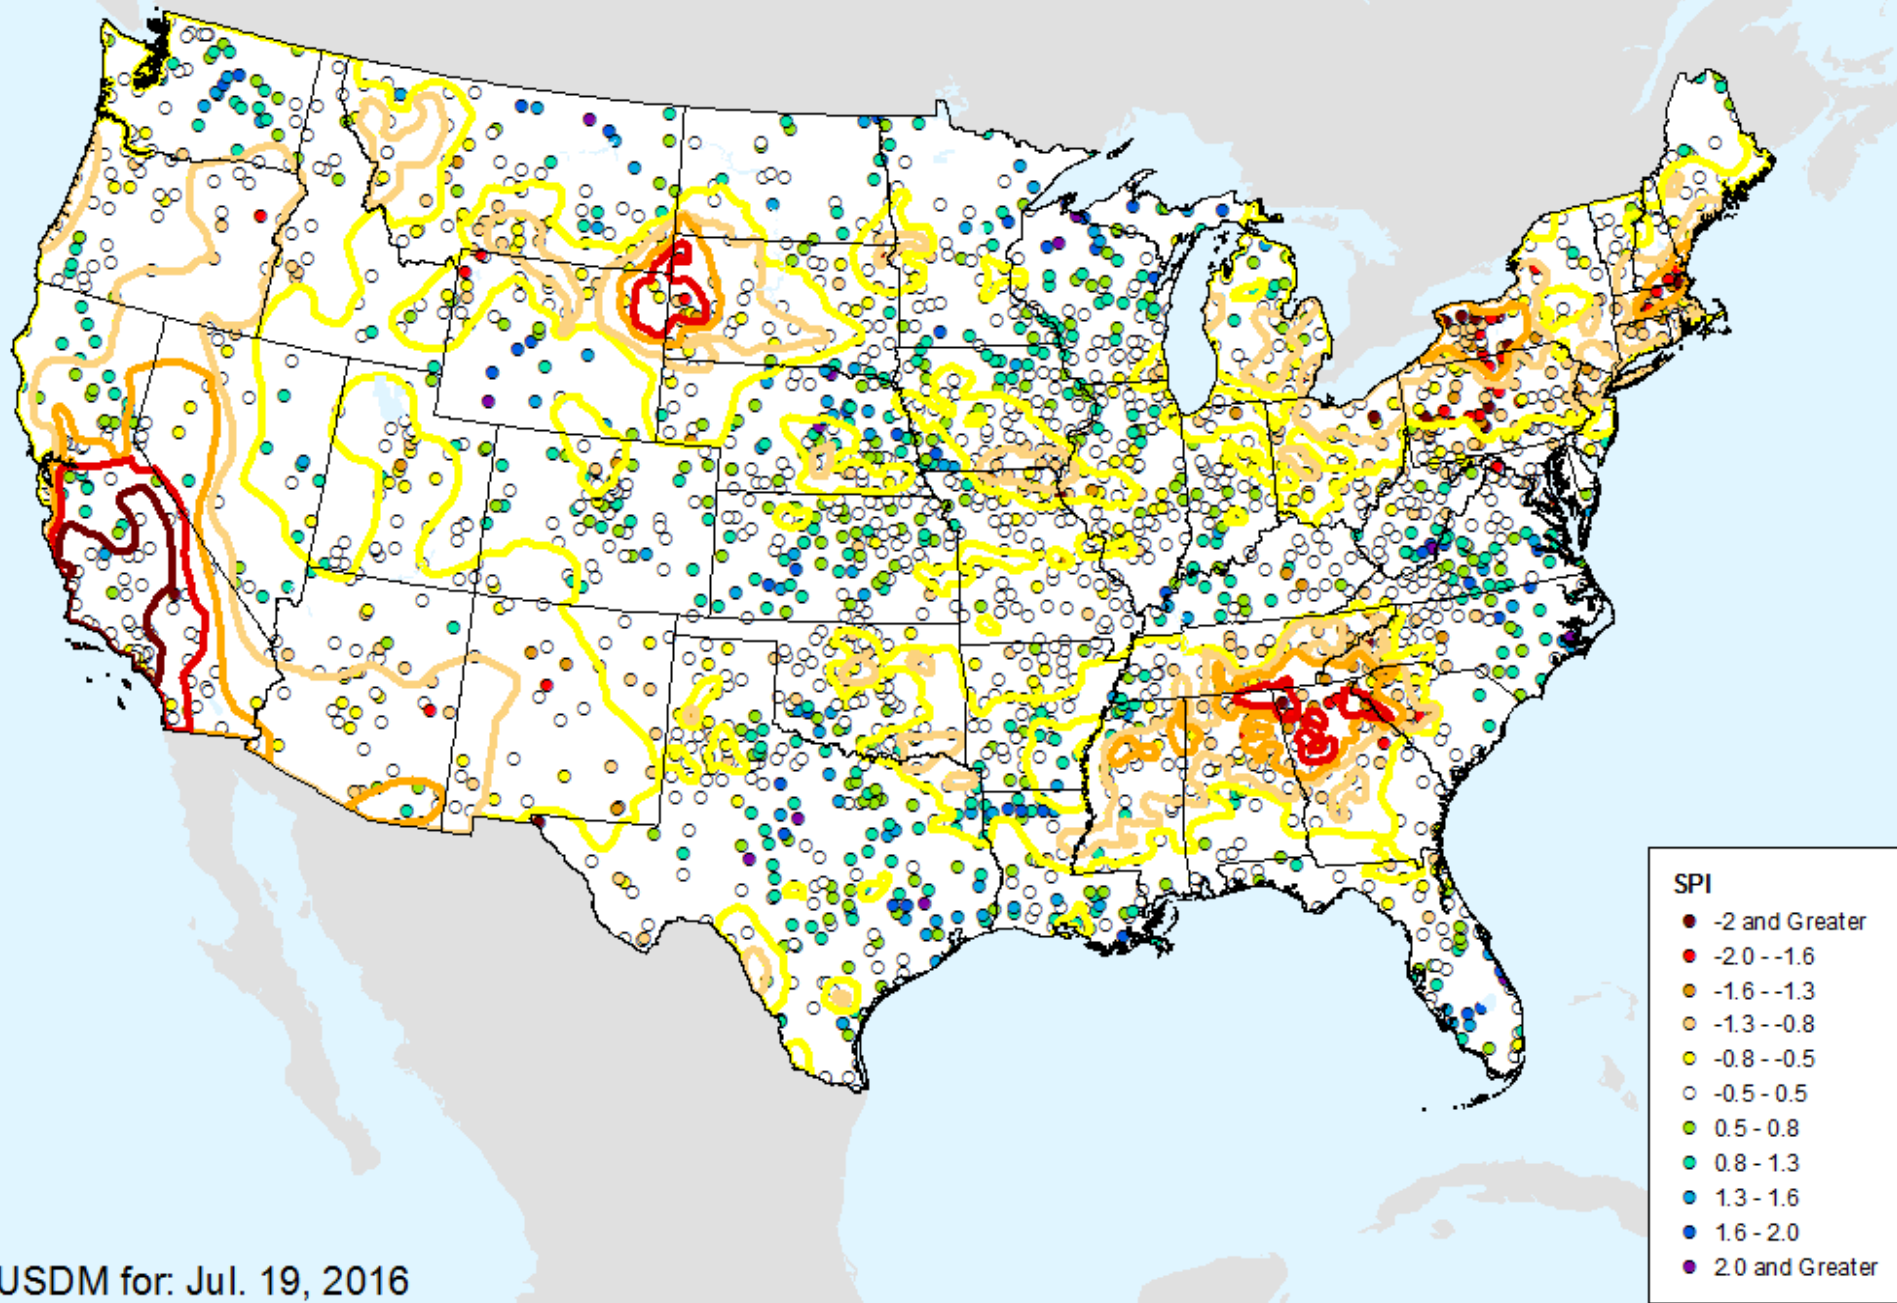 SPI
-2 and Greater
-2.0 - -1.6
-1.6 - -1.3
-1.3 - -0.8
-0.8 - -0.5
-0.5 - 0.5
0.5 - 0.8
0.8 - 1.3
1.3 - 1.6
1.6 - 2.0
2.0 and Greater
USDM for: Jul. 19, 2016